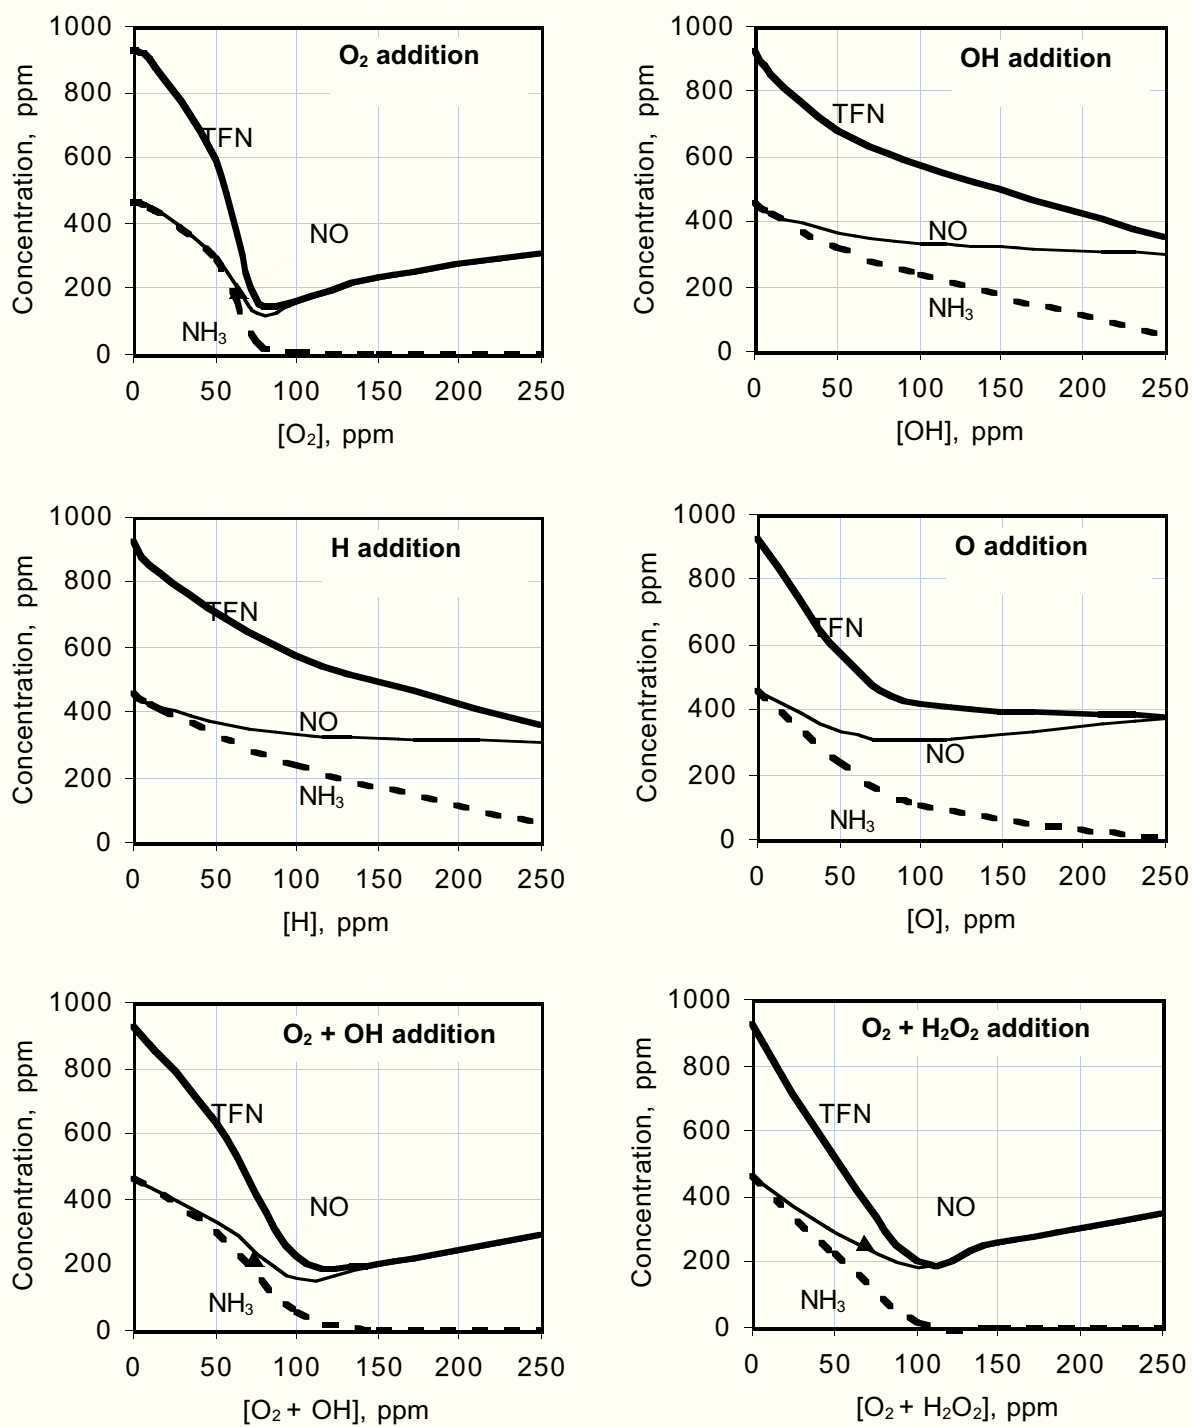 O₂ addition
Concentration, ppm
1000
800
600
400
200
0
TFN
NO
NH₃
0 50 100 150 200 250
[O₂], ppm
OH addition
Concentration, ppm
1000
800
600
400
200
0
TFN
NO
NH₃
0 50 100 150 200 250
[OH], ppm
H addition
Concentration, ppm
1000
800
600
400
200
0
TFN
NO
NH₃
0 50 100 150 200 250
[H], ppm
O addition
Concentration, ppm
1000
800
600
400
200
0
TFN
NO
NH₃
0 50 100 150 200 250
[O], ppm
O₂ + OH addition
Concentration, ppm
1000
800
600
400
200
0
TFN
NO
NH₃
0 50 100 150 200 250
[O₂ + OH], ppm
O₂ + H₂O₂ addition
Concentration, ppm
1000
800
600
400
200
0
TFN
NO
NH₃
0 50 100 150 200 250
[O₂ + H₂O₂], ppm